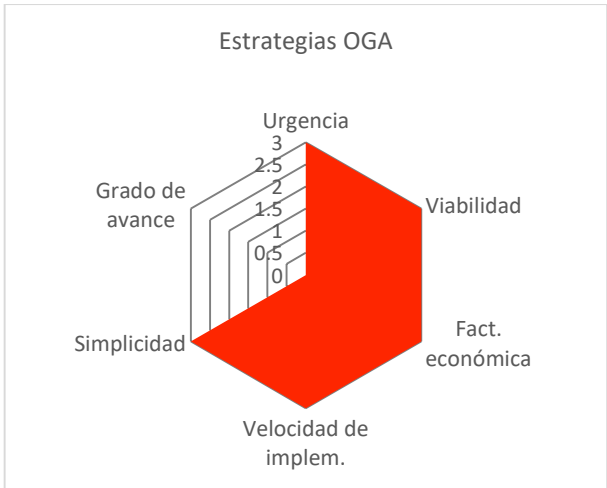 Estrategias OGA
Urgencia
3
2.5
2
1.5
1
0.5
0
Viabilidad
Fact.
económica
Velocidad de
implem.
Simplicidad
Grado de
avance